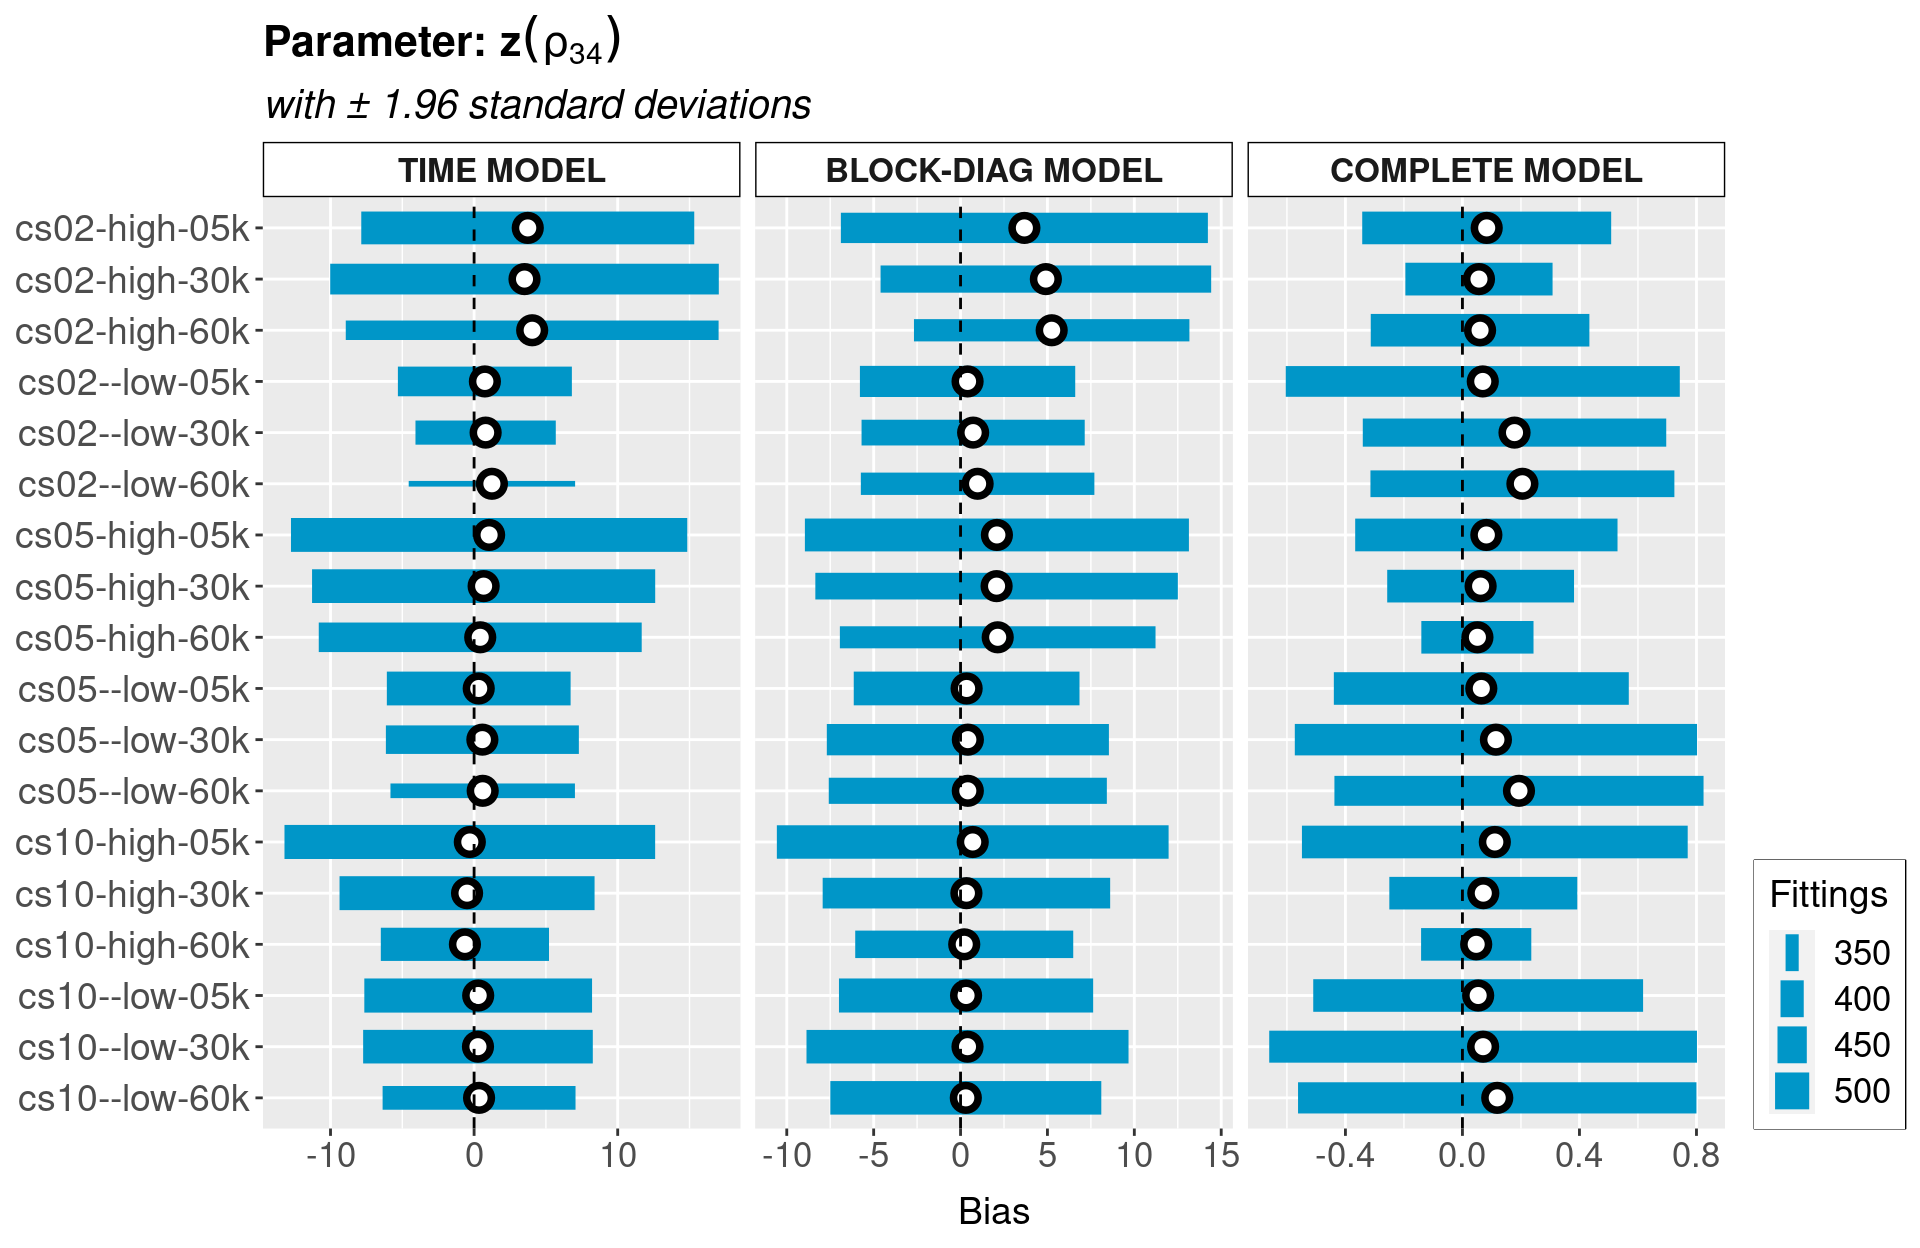 Parameter: z(ρ34)
with ± 1.96 standard deviations
TIME MODEL BLOCK-DIAG MODEL COMPLETE MODEL
cs02-high-05k
cs02-high-30k
cs02-high-60k
cs02--low-05k
cs02--low-30k
cs02--low-60k
cs05-high-05k
cs05-high-30k
cs05-high-60k
cs05--low-05k
cs05--low-30k
cs05--low-60k
cs10-high-05k
cs10-high-30k
cs10-high-60k
cs10--low-05k
cs10--low-30k
cs10--low-60k
-10 0 10 -10 -5 0 5 10 15 -0.4 0.0 0.4 0.8
Bias
Fittings
350
400
450
500